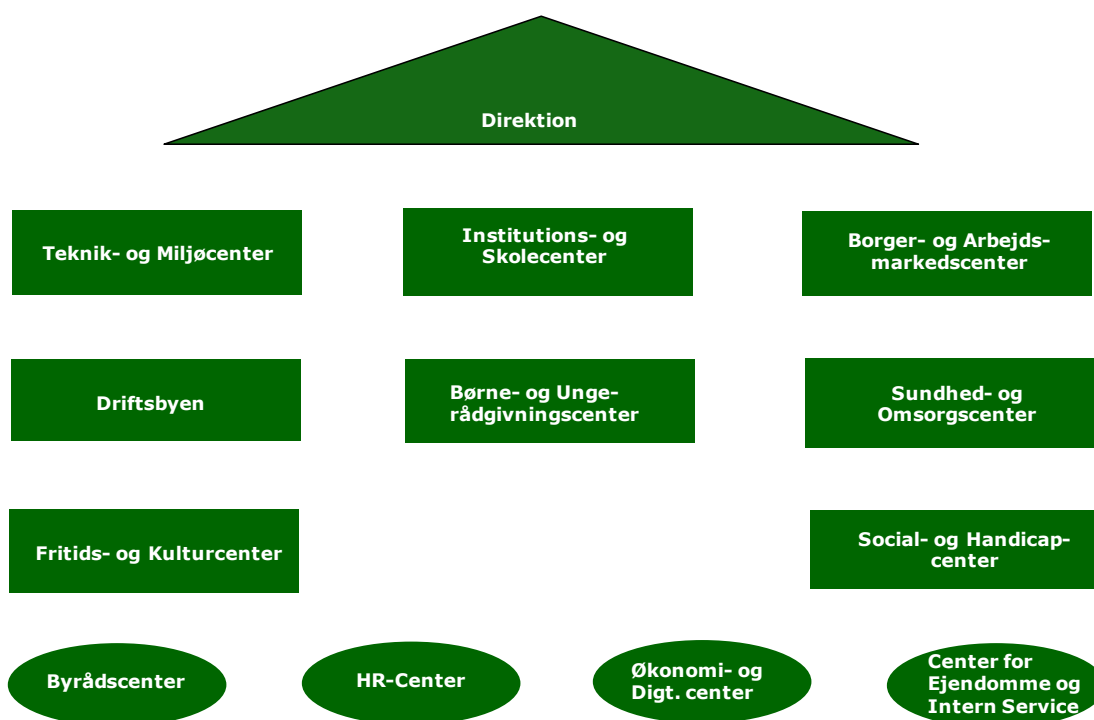 Direktion
Teknik- og Miljøcenter
Institutions- og
Skolecenter
Borger- og Arbejds-
markedscenter
Driftsbyen
Børne- og Unge-
rådgivningscenter
Sundhed- og
Omsorgscenter
Fritids- og Kulturcenter
Social- og Handicap-
center
Byrådscenter
HR-Center
Økonomi- og
Digt. center
Center for
Ejendomme og
Intern Service